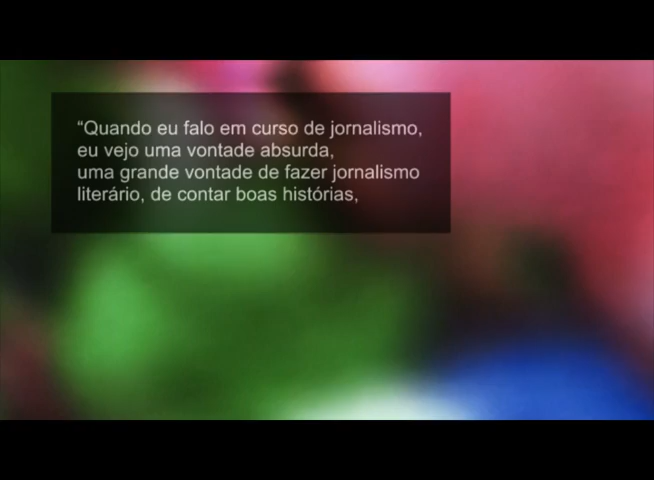 “Quando eu falo em curso de jornalismo,
eu vejo uma vontade absurda,
uma grande vontade de fazer jornalismo
literário, de contar boas histórias,